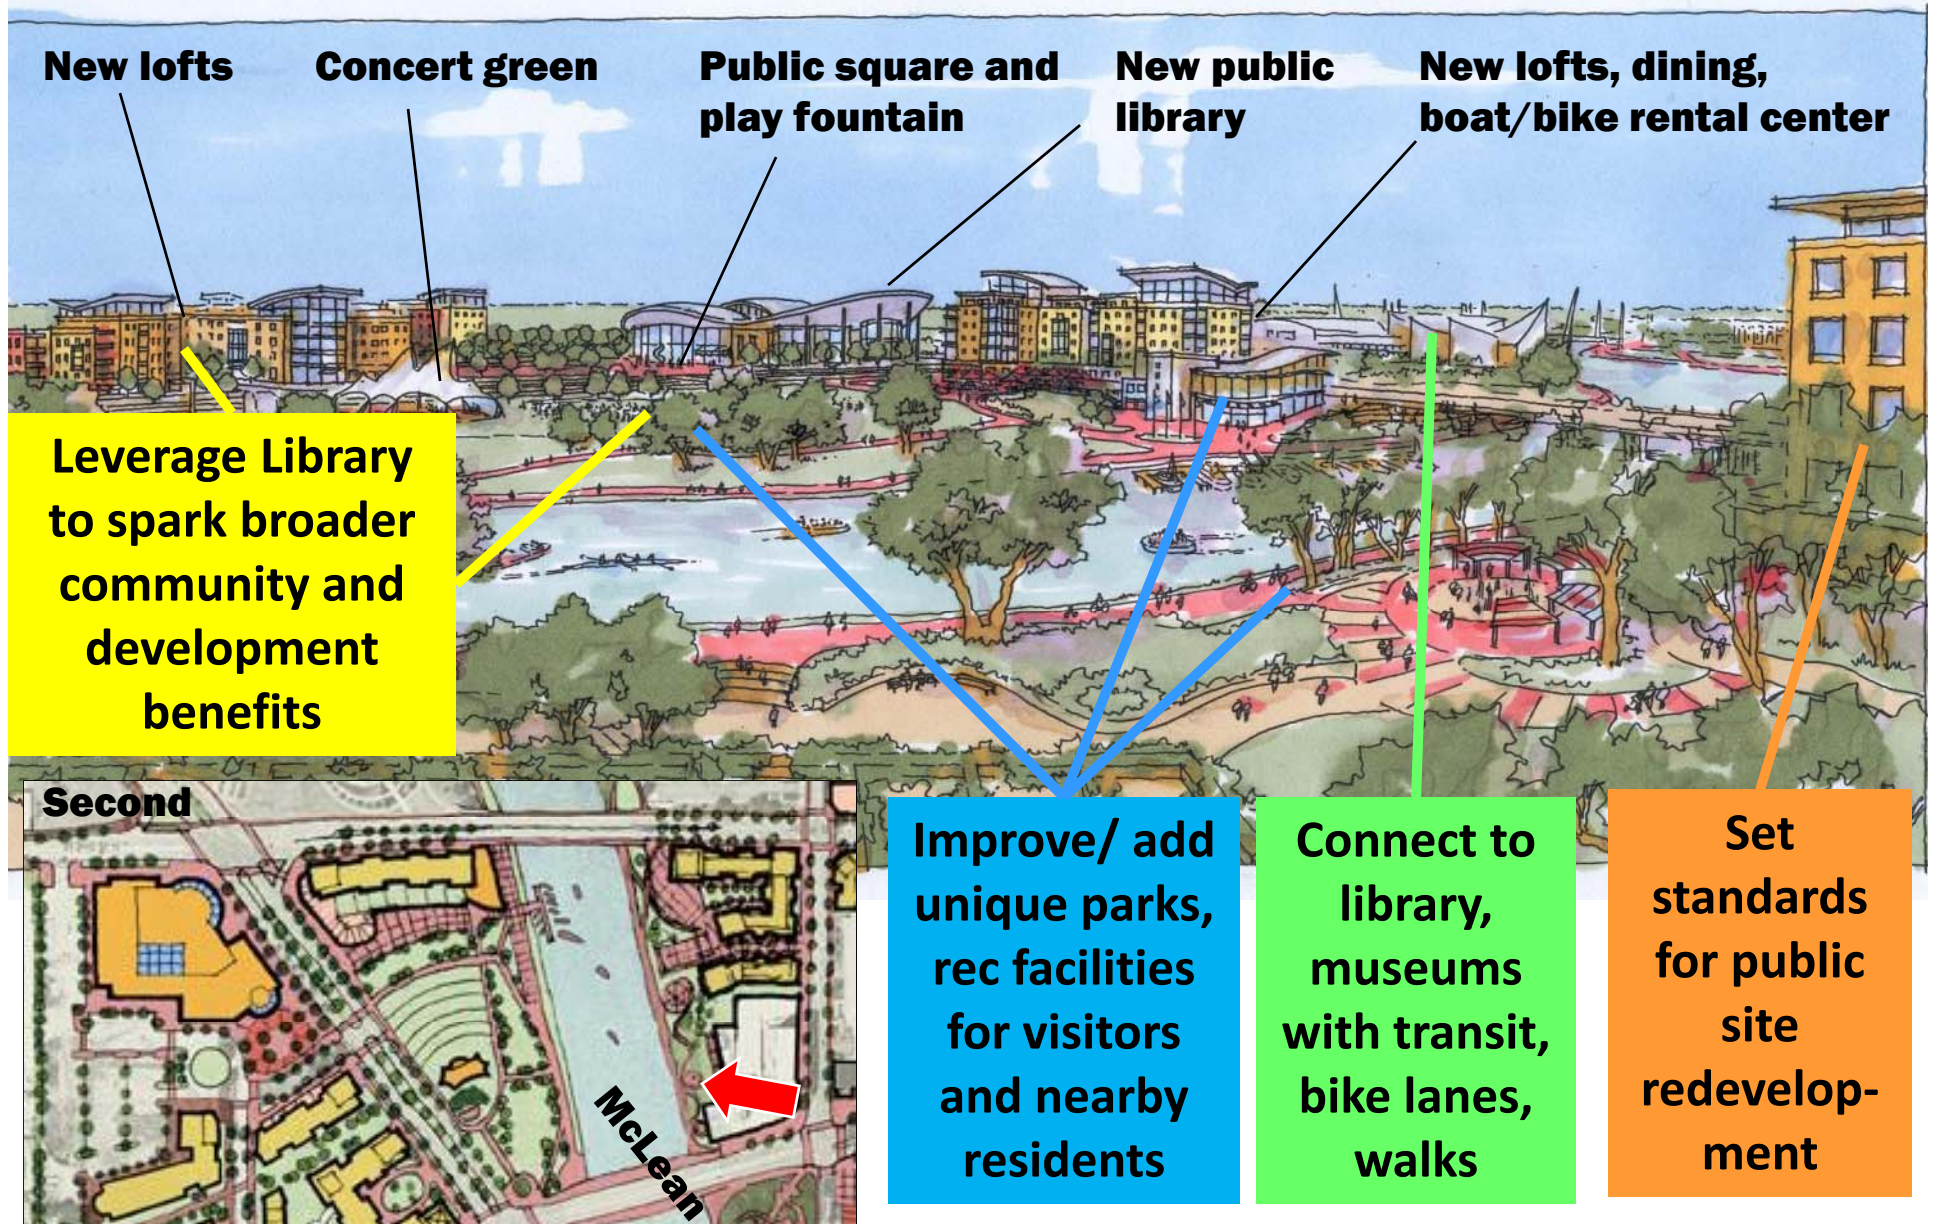 New lofts
Concert green
Public square and
play fountain
New public
library
New lofts, dining,
boat/bike rental center
Leverage Library
to spark broader
community and
development
benefits
Second
McLean
Improve/ add
unique parks,
rec facilities
for visitors
and nearby
residents
Connect to
library,
museums
with transit,
bike lanes,
walks
Set
standards
for public
site
redevelop-
ment